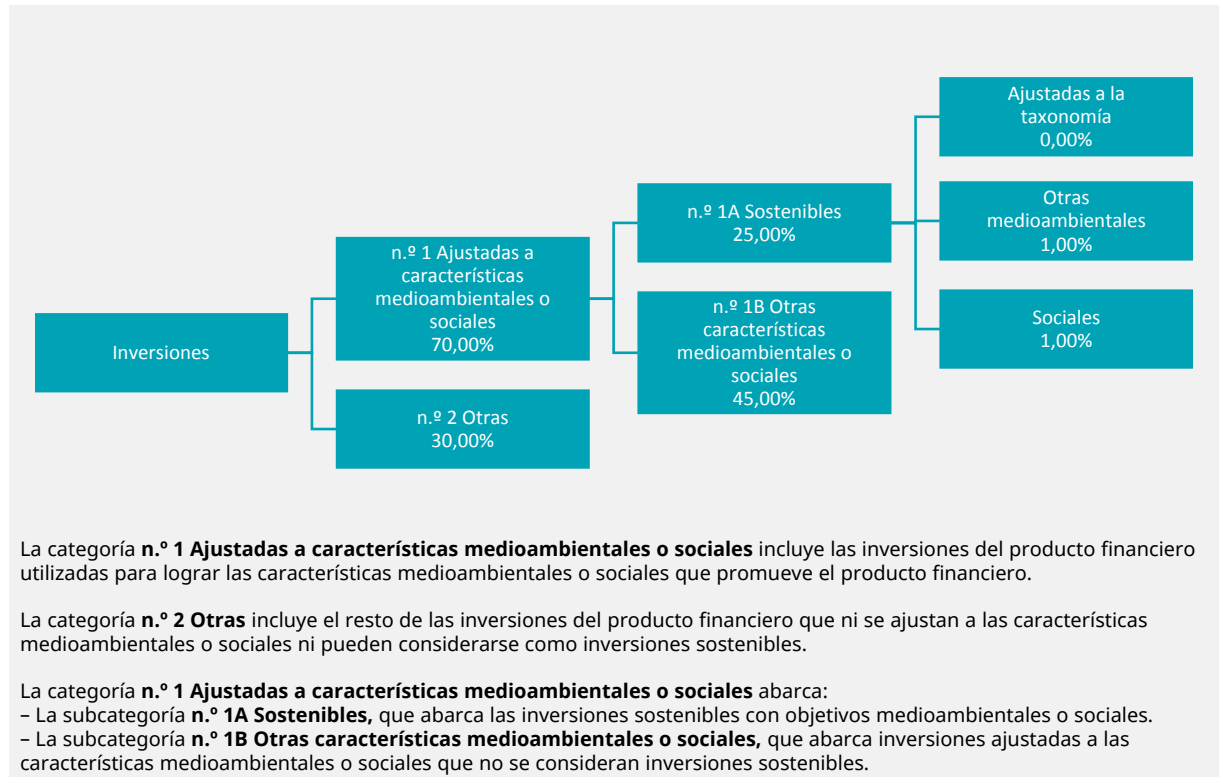 Inversiones
n.º 1 Ajustadas a
características
medioambientales o
sociales
70,00%
n.º 2 Otras
30,00%
n.º 1A Sostenibles
25,00%
n.º 1B Otras
características
medioambientales o
sociales
45,00%
Ajustadas a la
taxonomía
0,00%
Otras
medioambientales
1,00%
Sociales
1,00%
La categoría n.º 1 Ajustadas a características medioambientales o sociales incluye las inversiones del producto financiero
utilizadas para lograr las características medioambientales o sociales que promueve el producto financiero.
La categoría n.º 2 Otras incluye el resto de las inversiones del producto financiero que ni se ajustan a las características
medioambientales o sociales ni pueden considerarse como inversiones sostenibles.
La categoría n.º 1 Ajustadas a características medioambientales o sociales abarca:
– La subcategoría n.º 1A Sostenibles, que abarca las inversiones sostenibles con objetivos medioambientales o sociales.
– La subcategoría n.º 1B Otras características medioambientales o sociales, que abarca inversiones ajustadas a las
características medioambientales o sociales que no se consideran inversiones sostenibles.